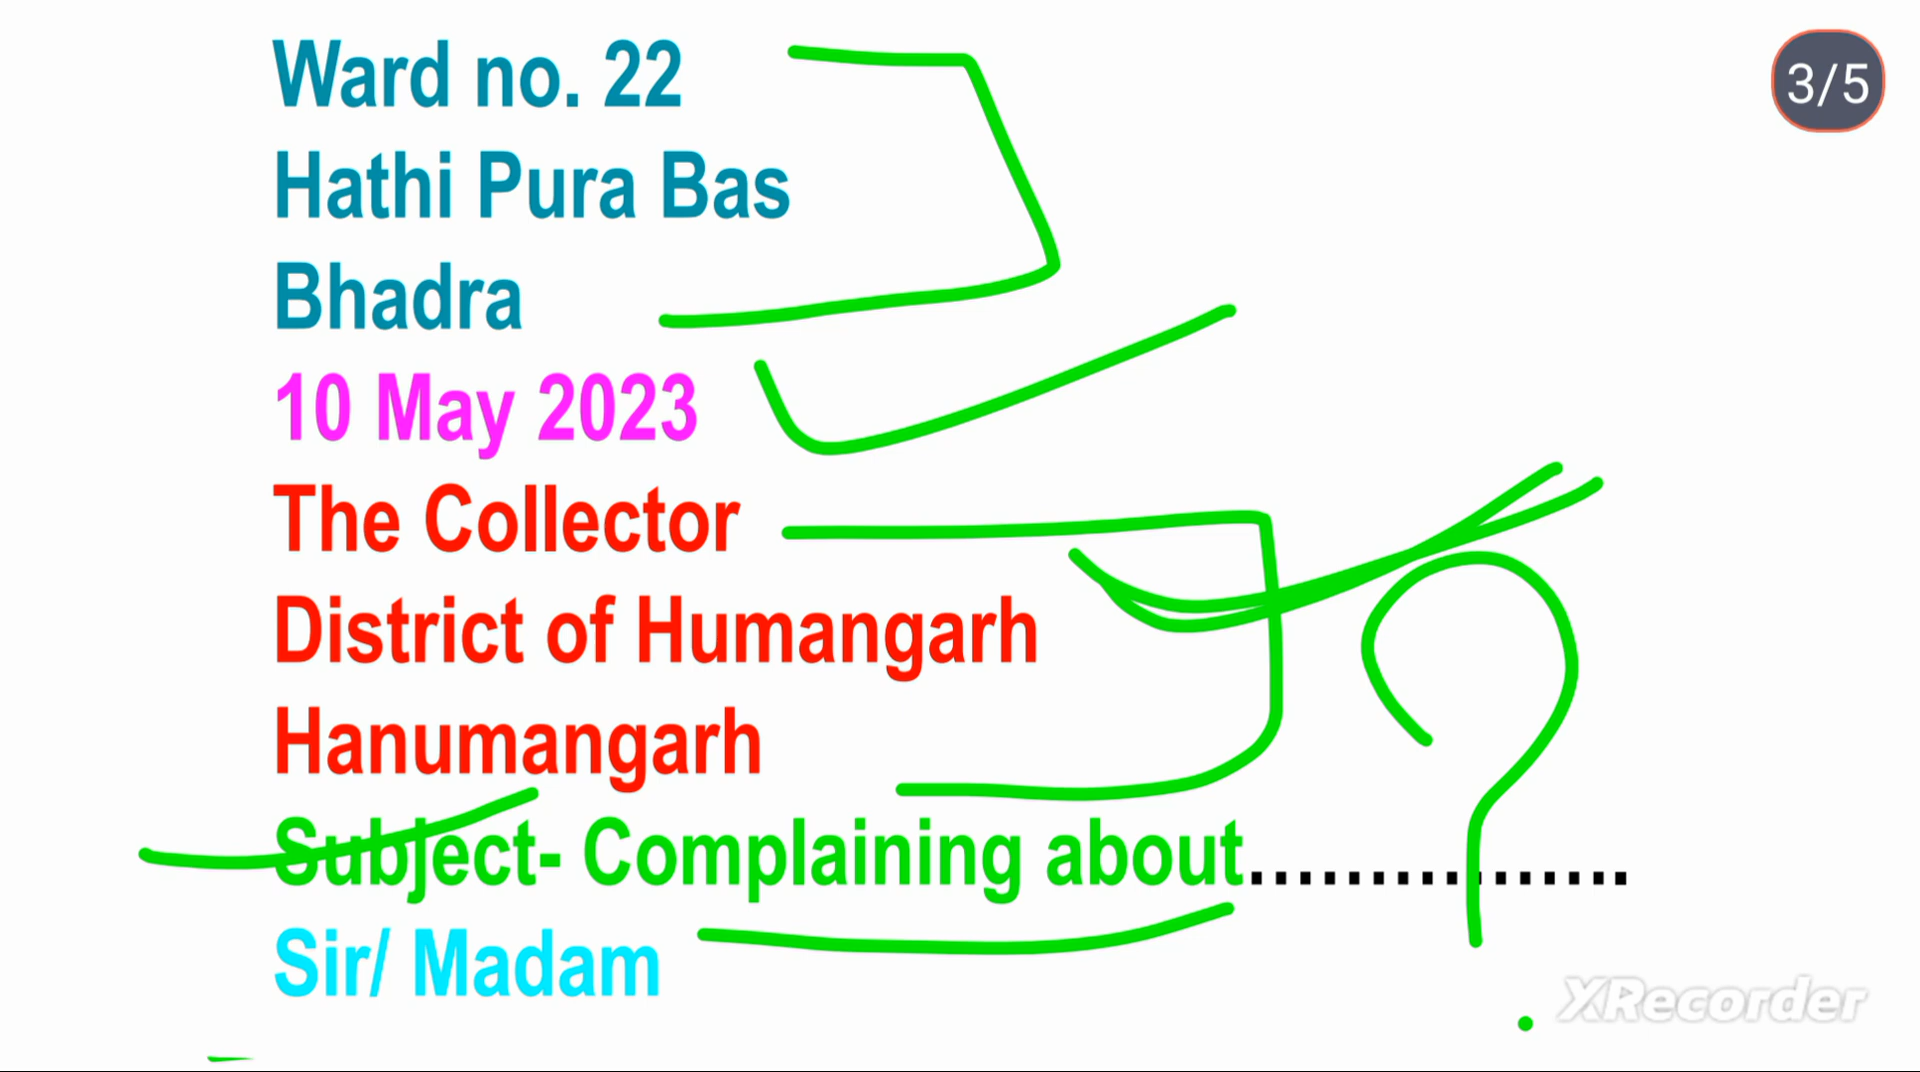 Ward no. 22
3/5
Hathi Pura Bas
Bhadra
10 May 2023
The Collector
District of Humangarh
Hanumangarh
Subject- Complaining about................
Sir/ Madam
XRecorder